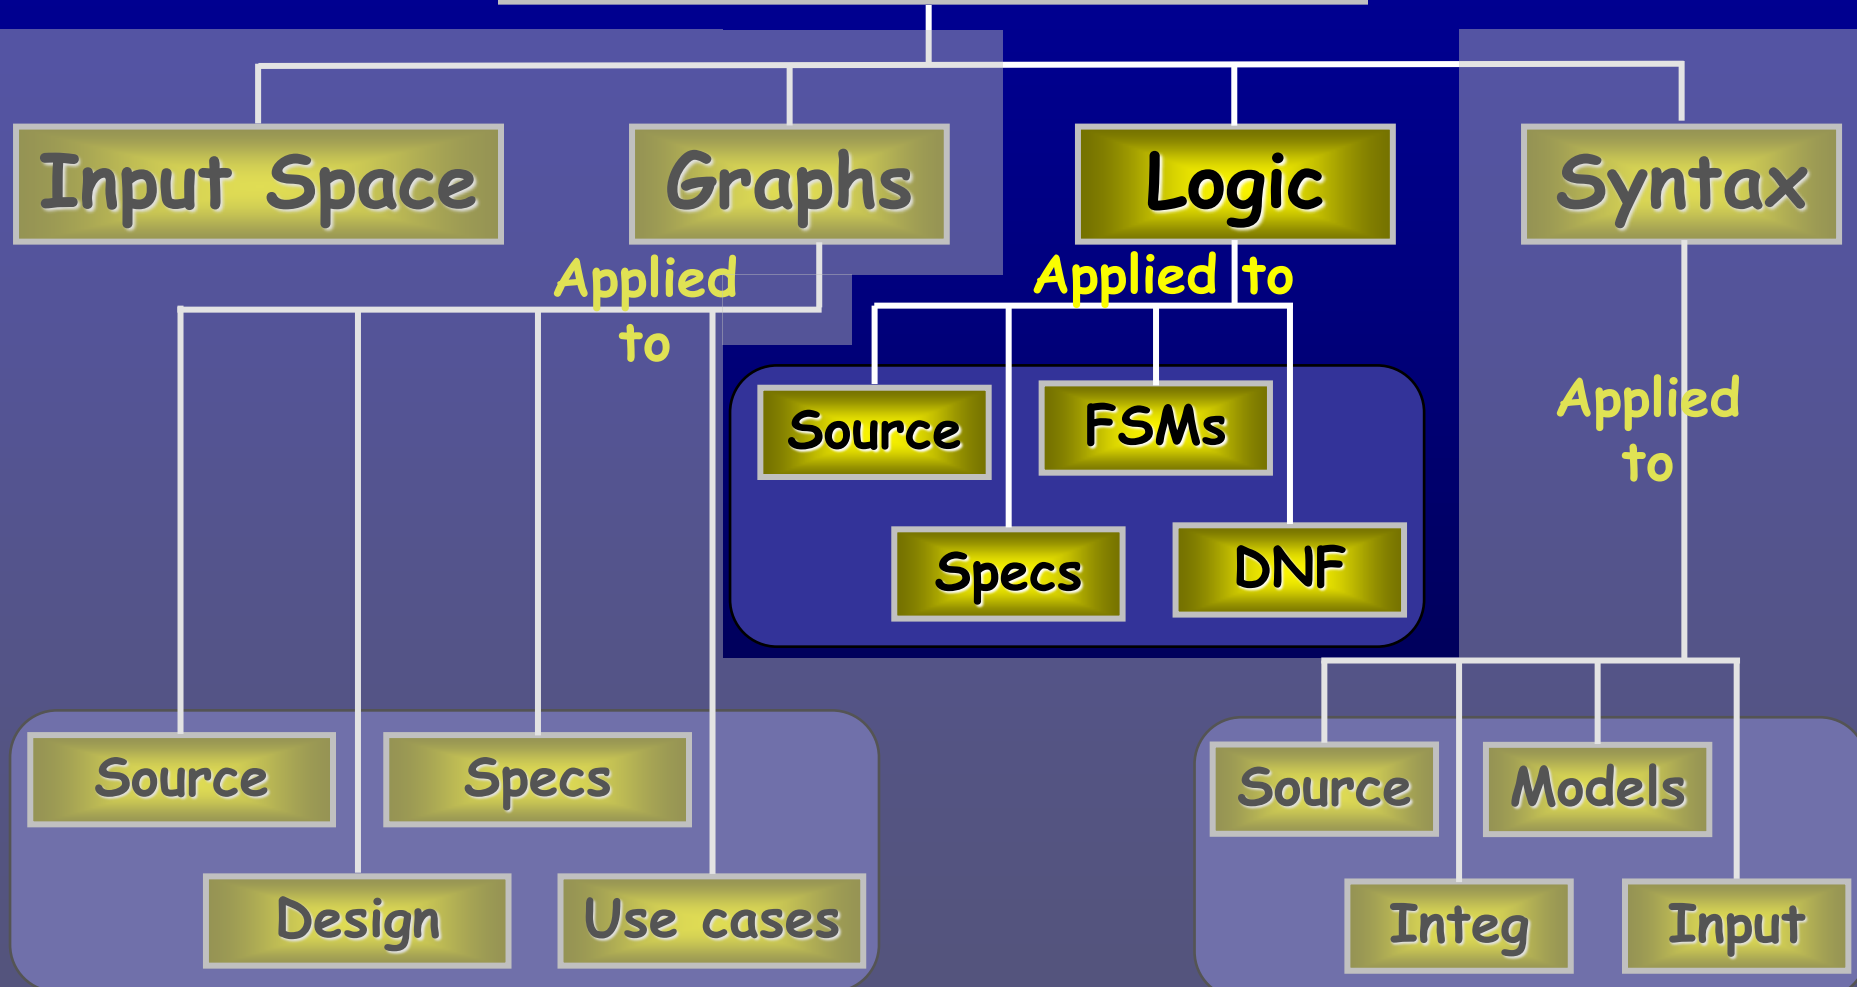 Input Space
Graphs
Logic
Syntax
Applied
to
Applied to
Applied
to
Source
FSMs
Specs
DNF
Source
Specs
Design
Use cases
Source
Models
Integ
Input